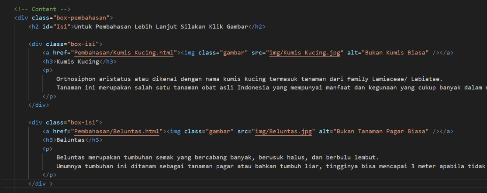 <!-- Content -->
<div class="box-pembahasan">
<h2 id="Isi">Untuk Pembahasan Lebih Lanjut Silakan Klik Gambar</h2>
<div class="box-isi">
<a href="Pembahasan/Kumis Kucing.html"><img class="gambar" src="img/Kumis Kucing.jpg" alt="Bukan Kumis Biasa" /></a>
<h3>Kumis Kucing</h3>
<p>
Orthosiphon aristatus atau dikenal dengan nama kumis kucing termasuk tanaman dari family Lamiaceae/ Labiatae.
Tanaman ini merupakan salah satu tanaman obat asli Indonesia yang mempunyai manfaat dan kegunaan yang cukup banyak dalam
</p>
</div>
<div class="box-isi">
<a href="Pembahasan/Beluntas.html"><img class="gambar" src="img/Beluntas.jpg" alt="Bukan Tanaman Pagar Biasa" /></a>
<h3>Beluntas</h3>
<p>
Beluntas merupakan tumbuhan semak yang bercabang banyak, berusuk halus, dan berbulu lembut.
Umumnya tumbuhan ini ditanam sebagai tanaman pagar atau bahkan tumbuh liar, tingginya bisa mencapai 3 meter apabila tidak
</p>
</div >